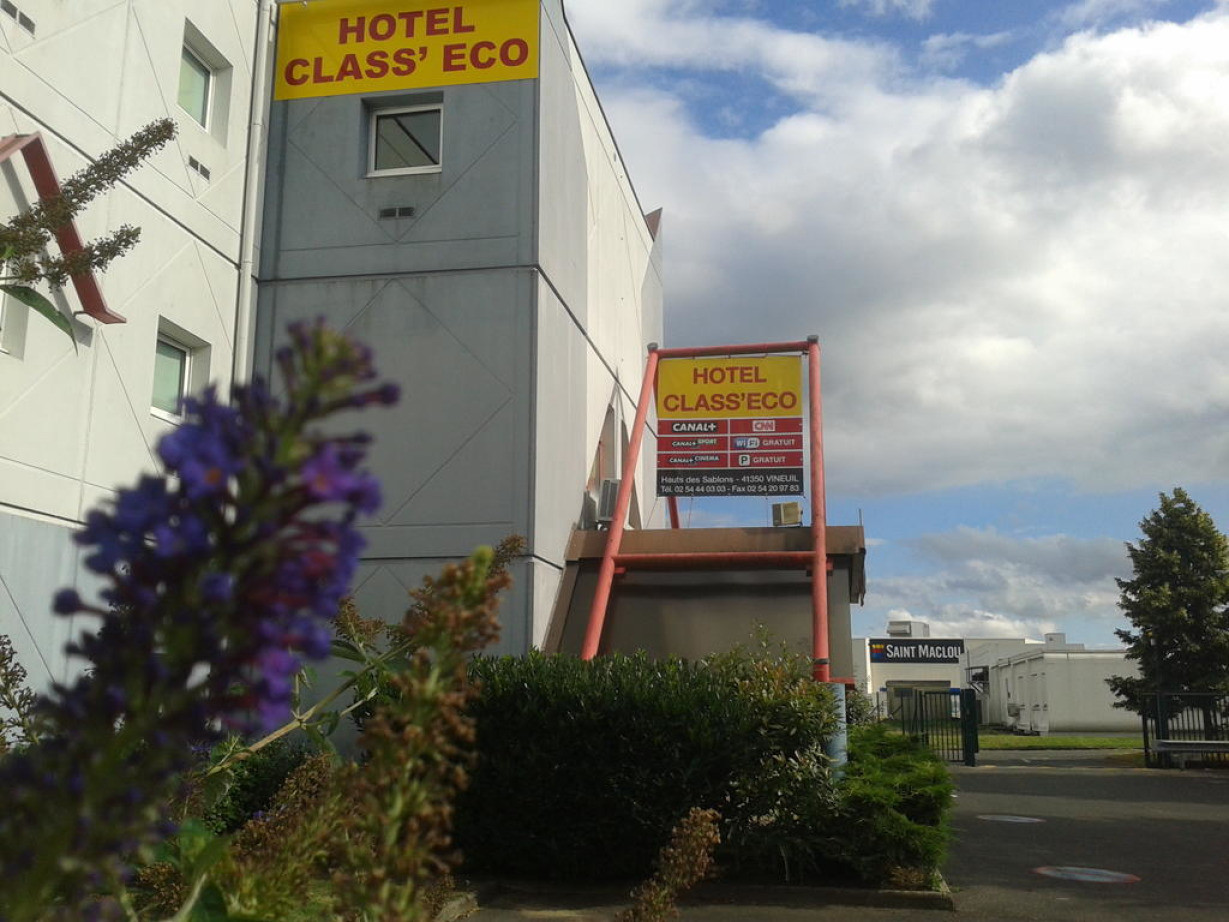 HOTEL
CLASS' ECO
HOTEL
CLASS'ECO
CANAL+ CNN
CANAL+ SPORT WiFi GRATUIT
CANAL+ CINEMA P GRATUIT
Hauts des Sablons - 41350 VINEUIL
Tél. 02 54 44 03 03 - Fax 02 54 20 97 83
SAINT MACLOU